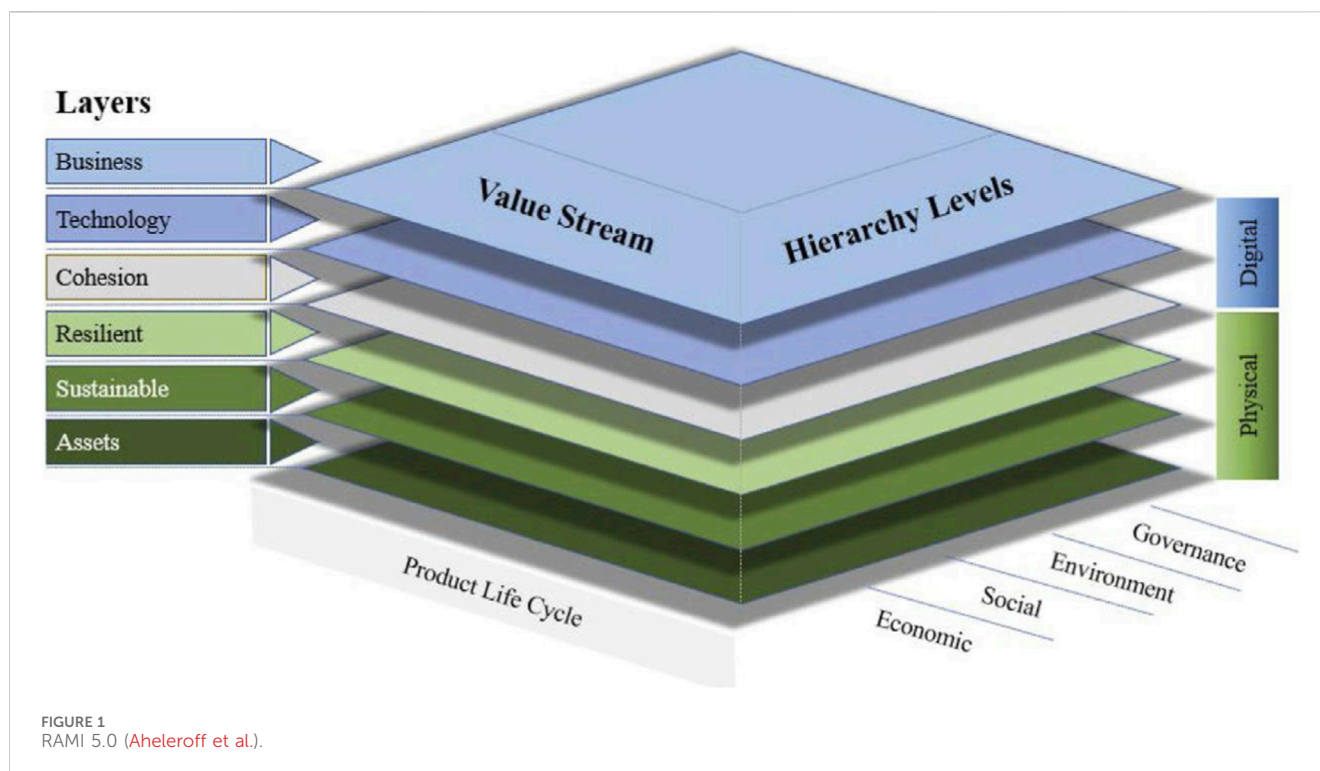 Layers
Business
Technology
Cohesion
Resilient
Sustainable
Assets
Value Stream
Hierarchy Levels
Digital
Physical
Product Life Cycle
Economic
Social
Environment
Governance
FIGURE 1
RAMI 5.0 (Aheleroff et al.).